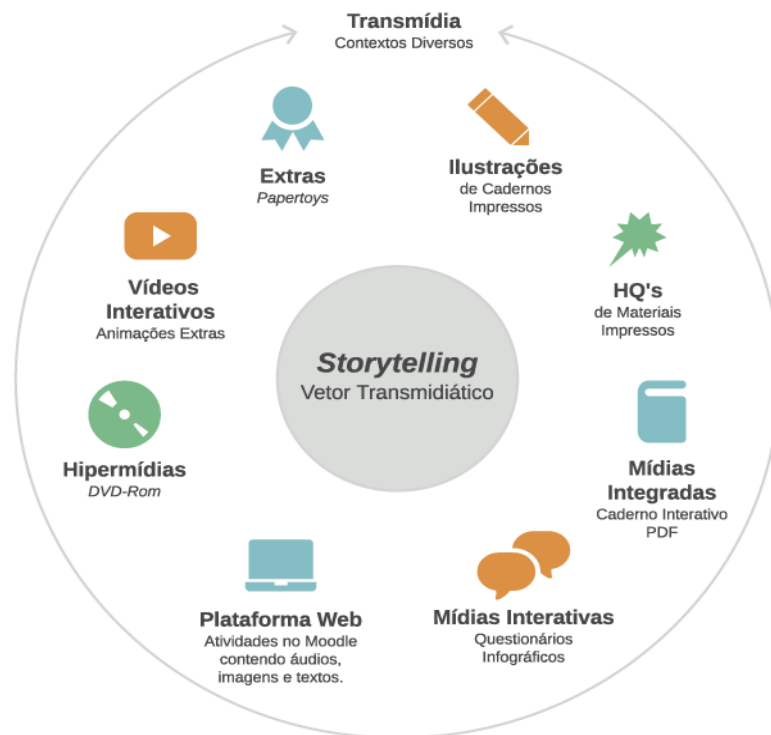 Transmídia
Contextos Diversos
Extras
Papertoys
Ilustrações
de Cadernos
Impressos
Vídeos
Interativos
Animações Extras
HQ's
de Materiais
Impressos
Storytelling
Vetor Transmidiático
Hipermídias
DVD-Rom
Mídias
Integradas
Caderno Interativo
PDF
Plataforma Web
Atividades no Moodle
contendo áudios,
imagens e textos.
Mídias Interativas
Questionários
Infográficos